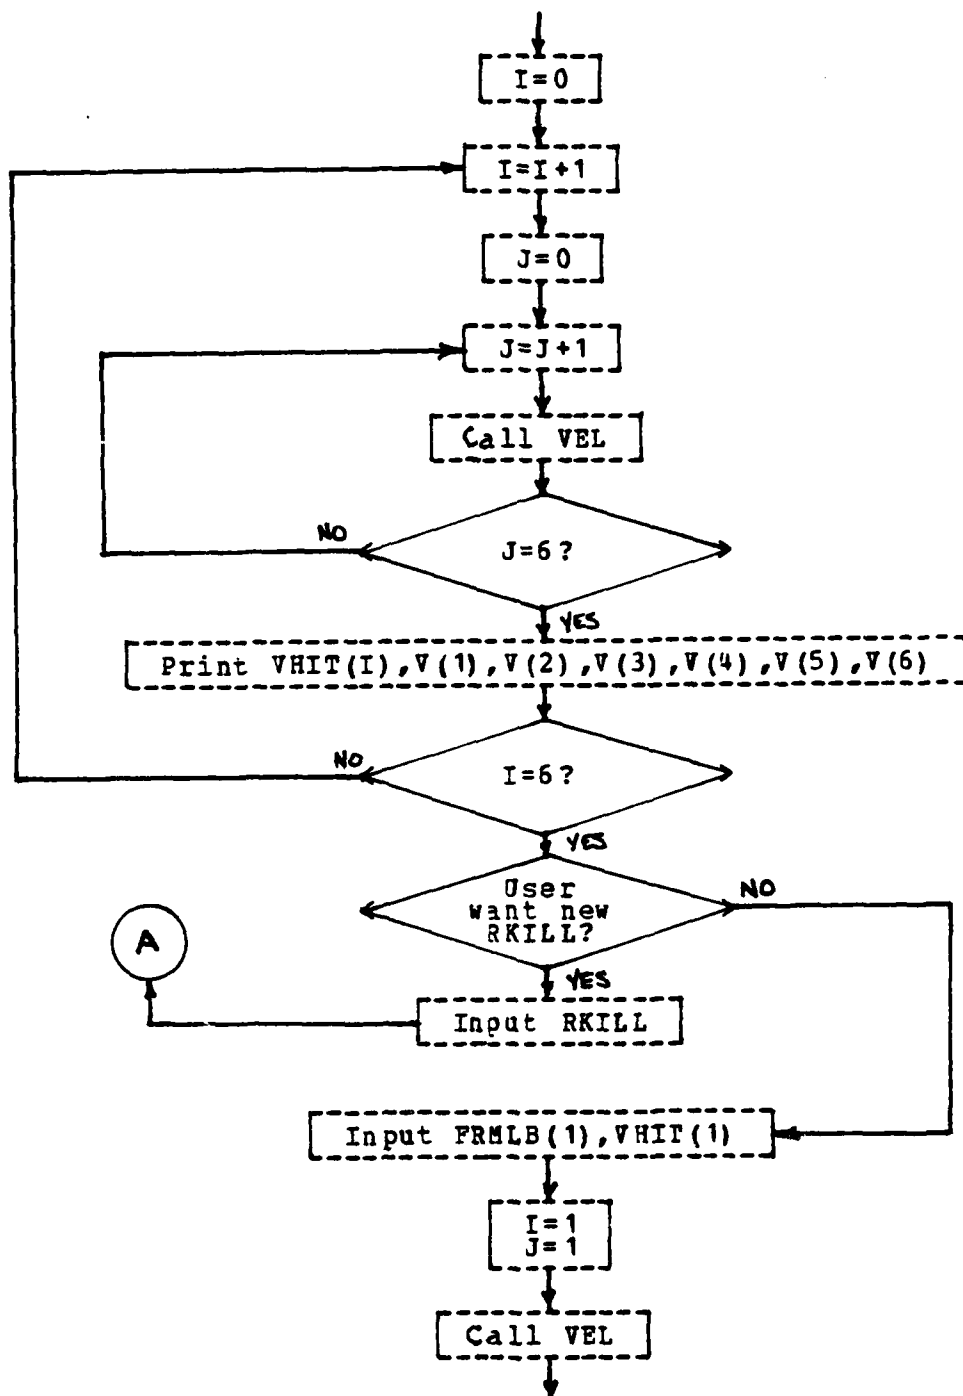 I=0
I=I+1
J=0
J=J+1
Call VEL
J=6?
NO
YES
Print VHIT(I),V(1),V(2),V(3),V(4),V(5),V(6)
I=6?
NO
YES
User
want new
RKILL?
NO
YES
A
Input RKILL
Input FRMLB(1),VHIT(1)
I=1
J=1
Call VEL